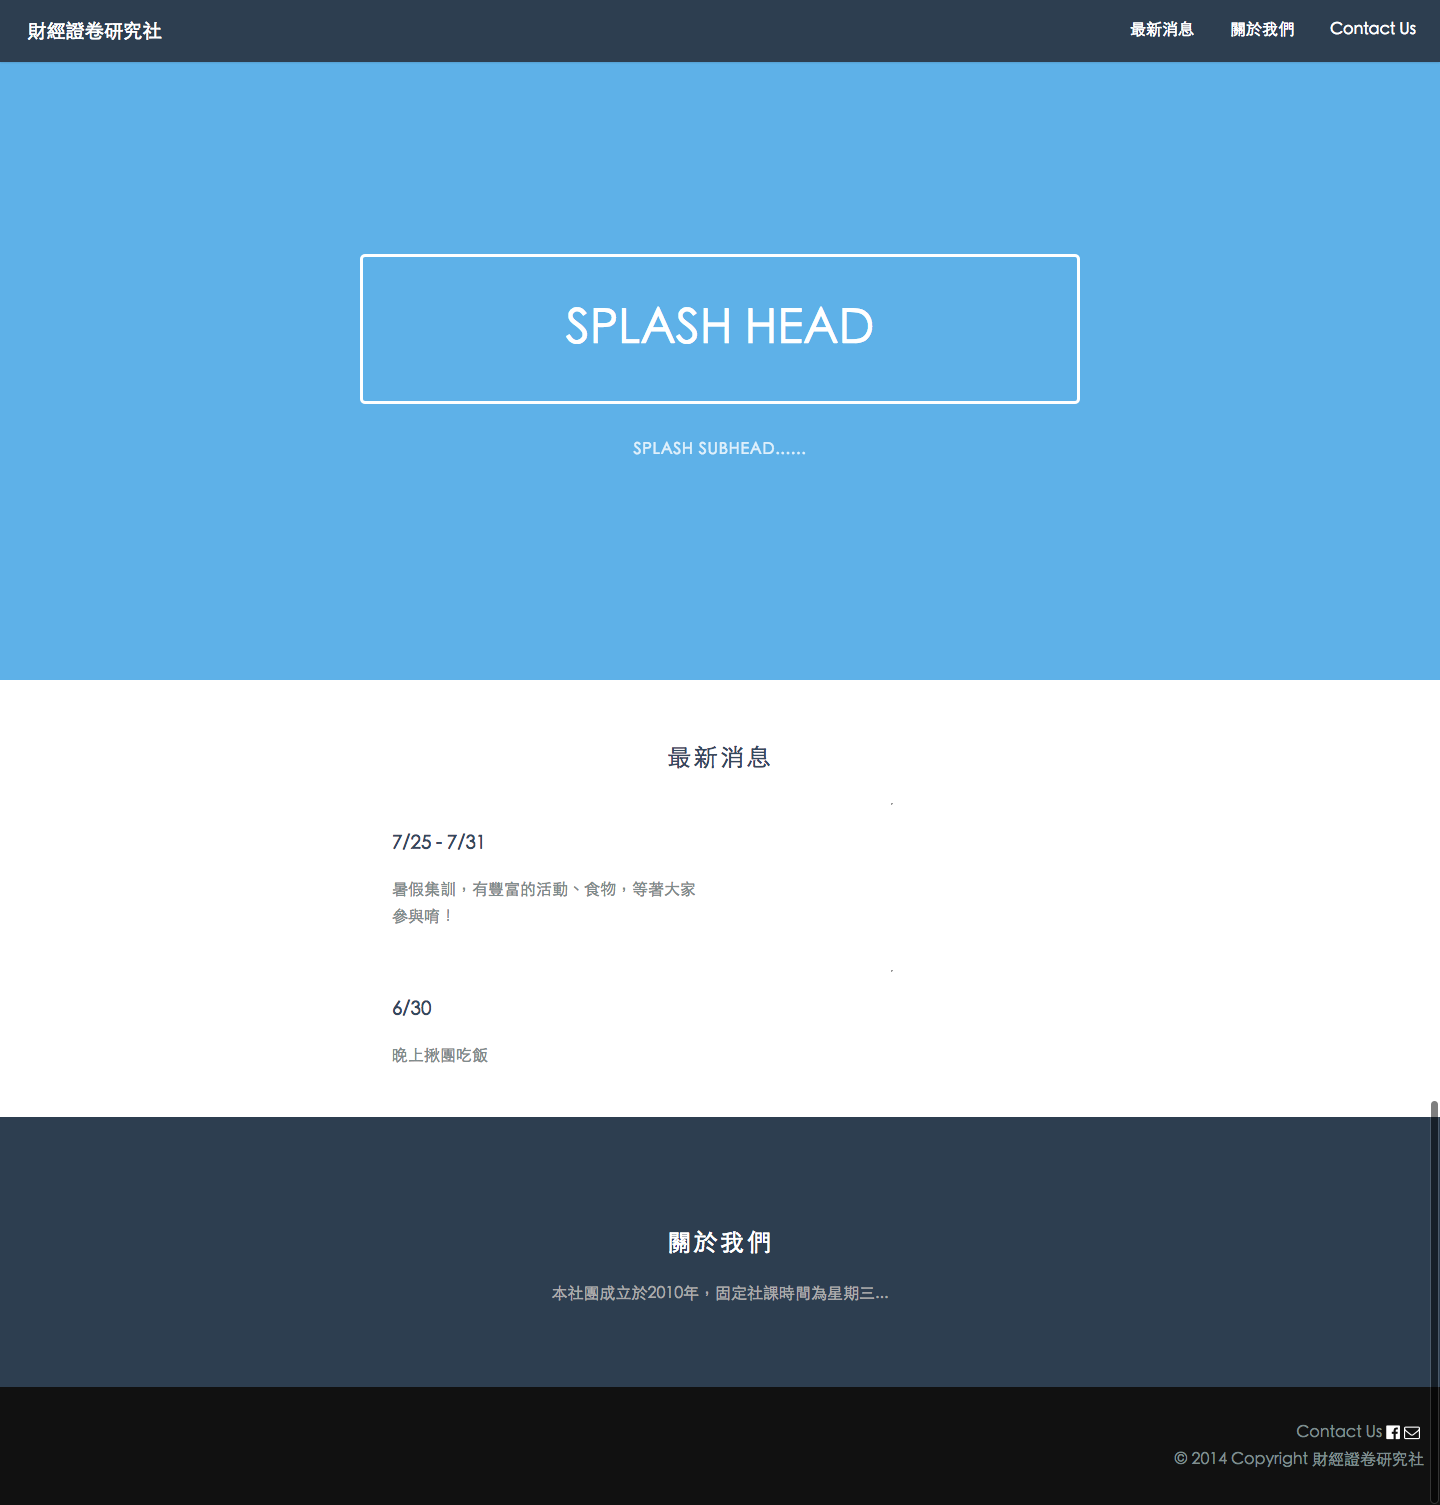 財經證卷研究社
最新消息 關於我們 Contact Us
SPLASH HEAD
SPLASH SUBHEAD......
最新消息
7/25 - 7/31
暑假集訓，有豐富的活動、食物，等著大家
參與唷！
6/30
晚上揪團吃飯
關於我們
本社團成立於2010年，固定社課時間為星期三...
Contact Us
© 2014 Copyright 財經證卷研究社